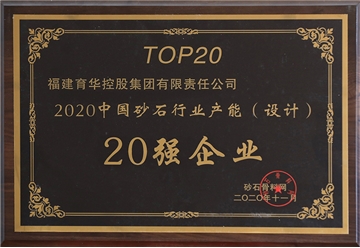 TOP20
福建育华控股集团有限责任公司
2020中国砂石行业产能（设计）
20强企业
砂石骨料网
二〇二〇年十一月